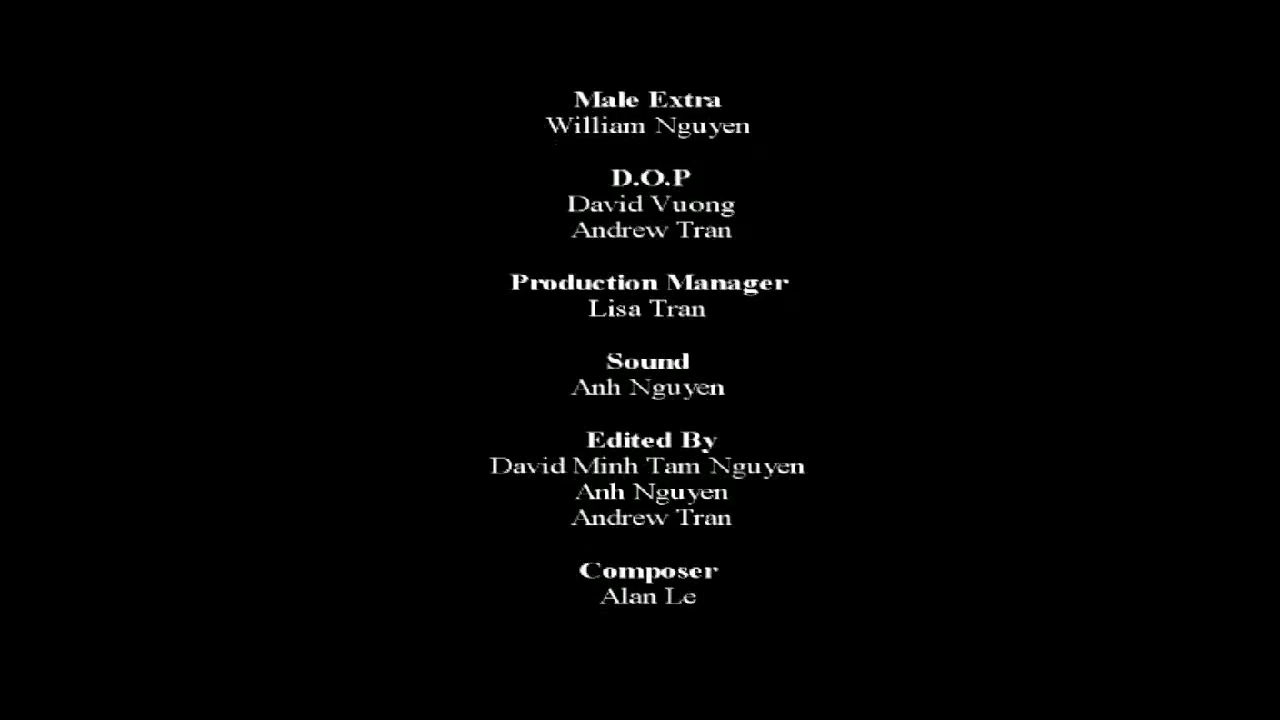 Male Extra
William Nguyen
D.O.P
David Vuong
Andrew Tran
Production Manager
Lisa Tran
Sound
Anh Nguyen
Edited By
David Minh Tam Nguyen
Anh Nguyen
Andrew Tran
Composer
Alan Le